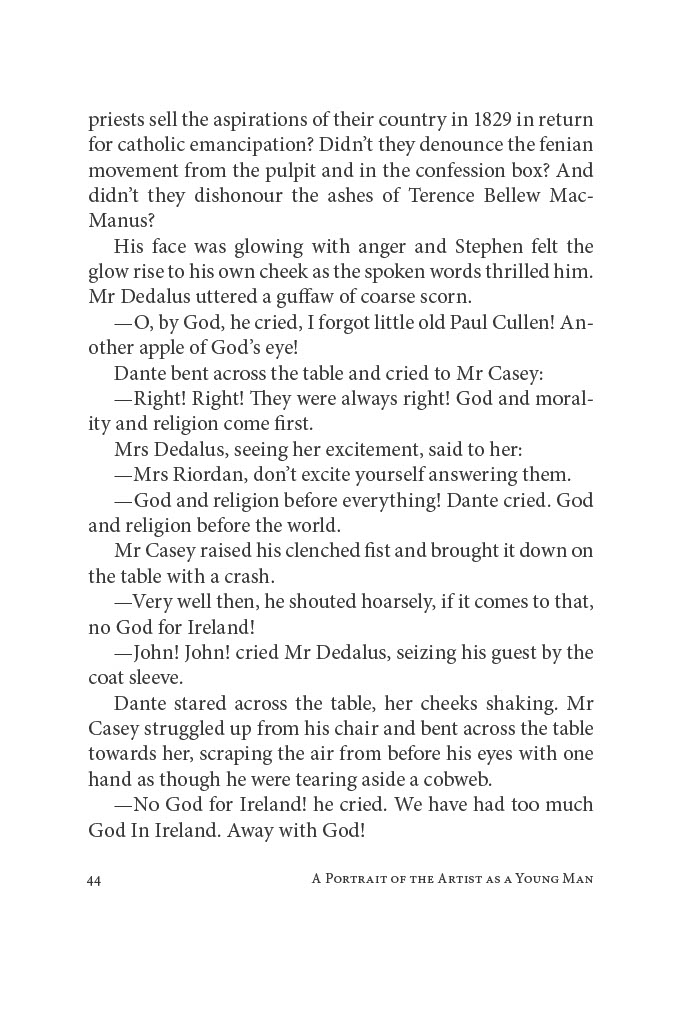 priests sell the aspirations of their country in 1829 in return
for catholic emancipation? Didn’t they denounce the fenian
movement from the pulpit and in the confession box? And
didn’t they dishonour the ashes of Terence Bellew Mac-
Manus?
His face was glowing with anger and Stephen felt the
glow rise to his own cheek as the spoken words thrilled him.
Mr Dedalus uttered a guffaw of coarse scorn.
—O, by God, he cried, I forgot little old Paul Cullen! An-
other apple of God’s eye!
Dante bent across the table and cried to Mr Casey:
—Right! Right! They were always right! God and moral-
ity and religion come first.
Mrs Dedalus, seeing her excitement, said to her:
—Mrs Riordan, don’t excite yourself answering them.
—God and religion before everything! Dante cried. God
and religion before the world.
Mr Casey raised his clenched fist and brought it down on
the table with a crash.
—Very well then, he shouted hoarsely, if it comes to that,
no God for Ireland!
—John! John! cried Mr Dedalus, seizing his guest by the
coat sleeve.
Dante stared across the table, her cheeks shaking. Mr
Casey struggled up from his chair and bent across the table
towards her, scraping the air from before his eyes with one
hand as though he were tearing aside a cobweb.
—No God for Ireland! he cried. We have had too much
God In Ireland. Away with God!
44 A Portrait of the Artist as a Young Man